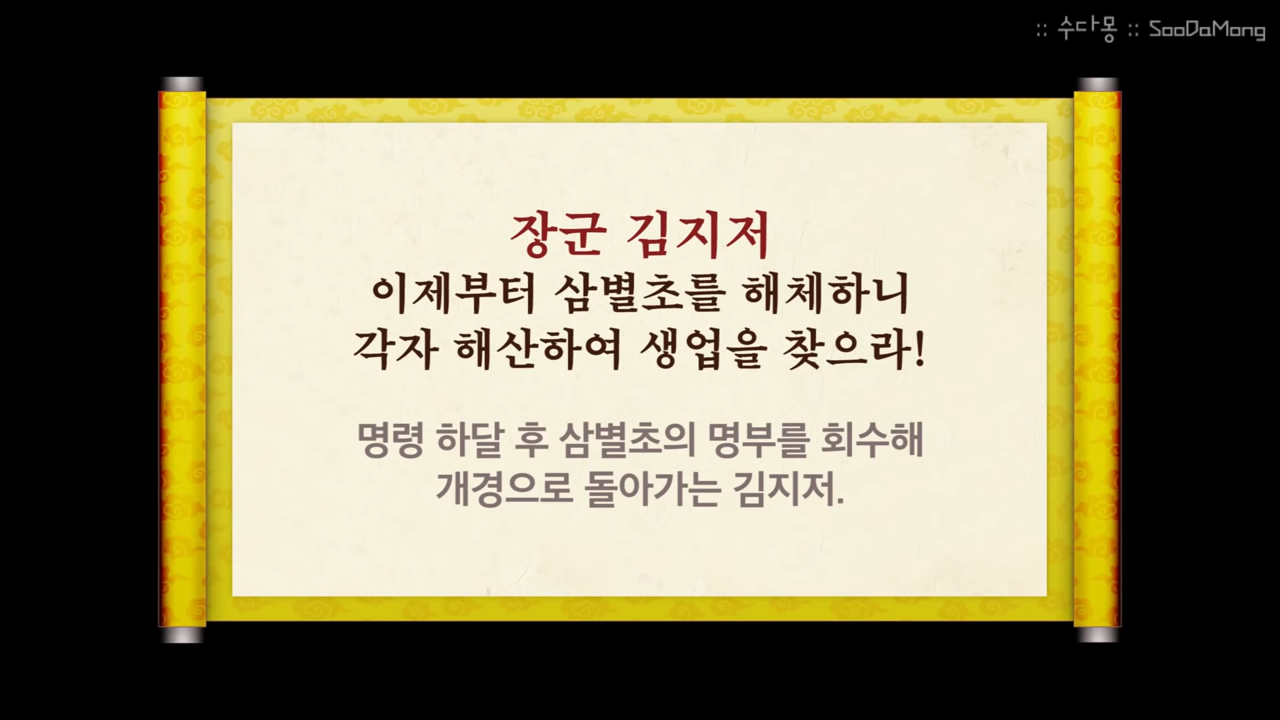 :: 수다몽 :: SooDaMong
장군 김지저
이제부터 삼별초를 해체하니
각자 해산하여 생업을 찾으라!
명령 하달 후 삼별초의 명부를 회수해
개경으로 돌아가는 김지저.